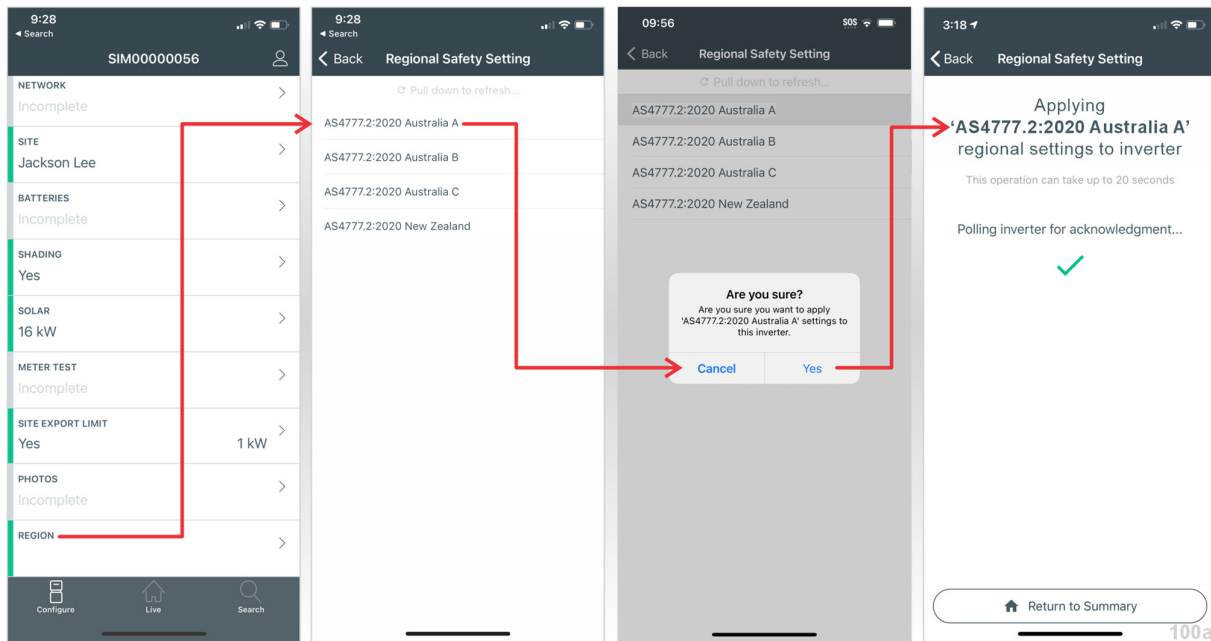 9:28
◂ Search
SIM00000056
NETWORK
Incomplete
SITE
Jackson Lee
BATTERIES
Incomplete
SHADING
Yes
SOLAR
16 kW
METER TEST
Incomplete
SITE EXPORT LIMIT
Yes 1 kW
PHOTOS
Incomplete
REGION
Configure Live Search
9:28
◂ Search
Back Regional Safety Setting
Pull down to refresh...
AS4777.2:2020 Australia A
AS4777.2:2020 Australia B
AS4777.2:2020 Australia C
AS4777.2:2020 New Zealand
09:56 SOS
Back Regional Safety Setting
Pull down to refresh...
AS4777.2:2020 Australia A
AS4777.2:2020 Australia B
AS4777.2:2020 Australia C
AS4777.2:2020 New Zealand
Are you sure?
Are you sure you want to apply
'AS4777.2:2020 Australia A' settings to
this inverter.
Cancel Yes
3:18
Back Regional Safety Setting
Applying
‘AS4777.2:2020 Australia A’
regional settings to inverter
This operation can take up to 20 seconds
Polling inverter for acknowledgment...
Return to Summary
100a